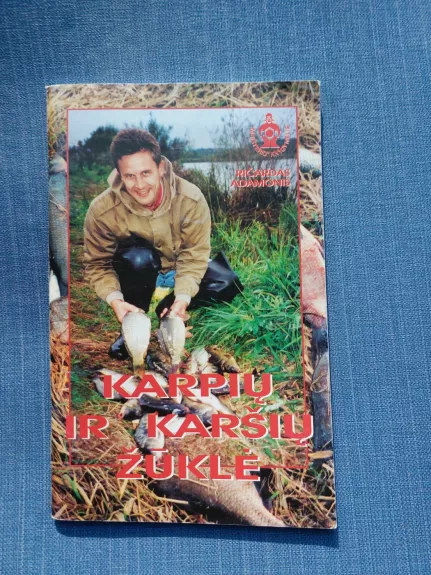 RIČARDAS
ADAMONIS
KARPIŲ
IR KARŠIŲ
ŽŪKLĖ